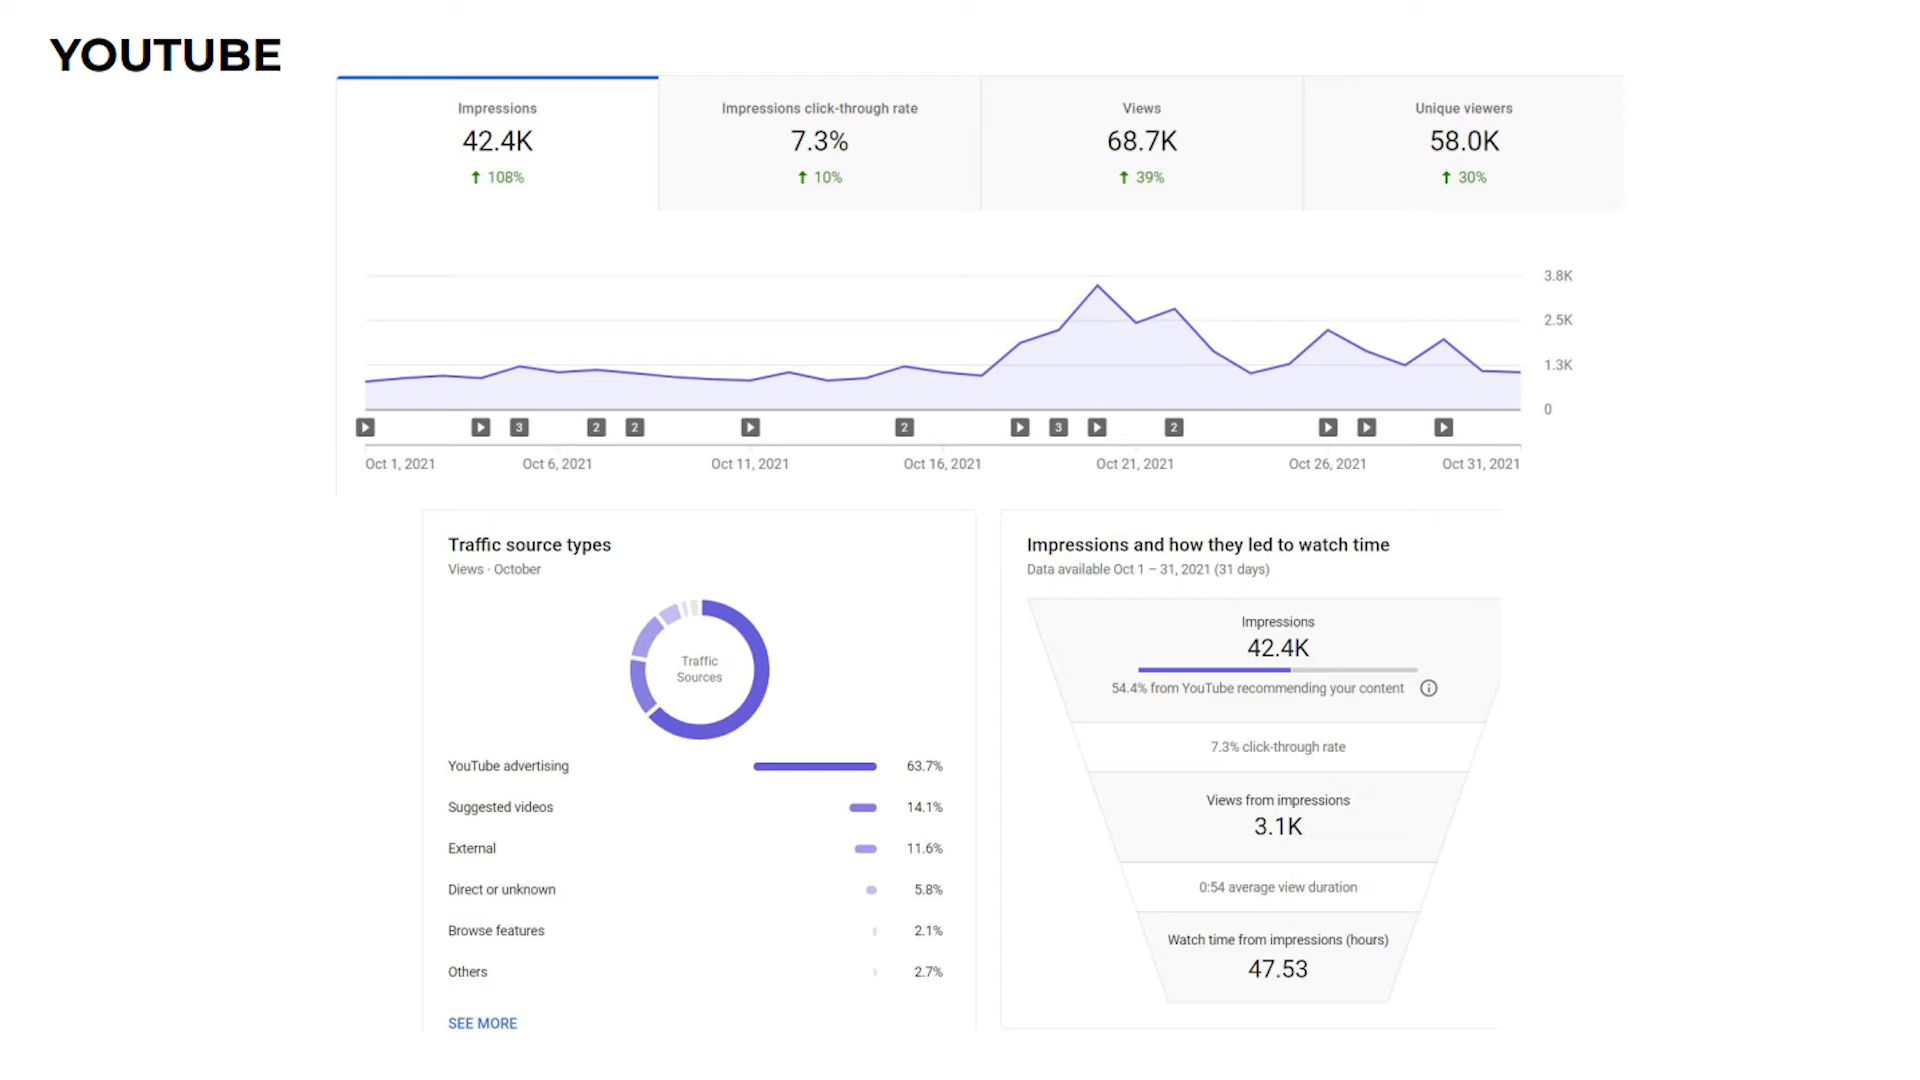 YOUTUBE
Impressions
42.4K
↑ 108%
Impressions click-through rate
7.3%
↑ 10%
Views
68.7K
↑ 39%
Unique viewers
58.0K
↑ 30%
3.8K
2.5K
1.3K
0
3 2 2 2 3 2
Oct 1, 2021 Oct 6, 2021 Oct 11, 2021 Oct 16, 2021 Oct 21, 2021 Oct 26, 2021 Oct 31, 2021
Traffic source types
Views · October
Traffic
Sources
YouTube advertising 63.7%
Suggested videos 14.1%
External 11.6%
Direct or unknown 5.8%
Browse features 2.1%
Others 2.7%
SEE MORE
Impressions and how they led to watch time
Data available Oct 1 – 31, 2021 (31 days)
Impressions
42.4K
54.4% from YouTube recommending your content
7.3% click-through rate
Views from impressions
3.1K
0:54 average view duration
Watch time from impressions (hours)
47.53